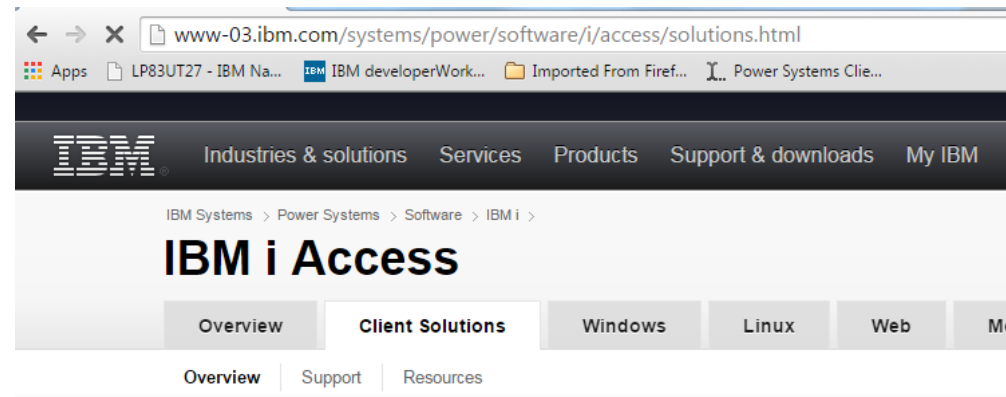 www-03.ibm.com/systems/power/software/i/access/solutions.html
Apps LP83UT27 - IBM Na... IBM IBM developerWork... Imported From Firef... Power Systems Clie...
IBM Industries & solutions Services Products Support & downloads My IBM
IBM Systems > Power Systems > Software > IBM i >
IBM i Access
Overview Client Solutions Windows Linux Web
Overview Support Resources